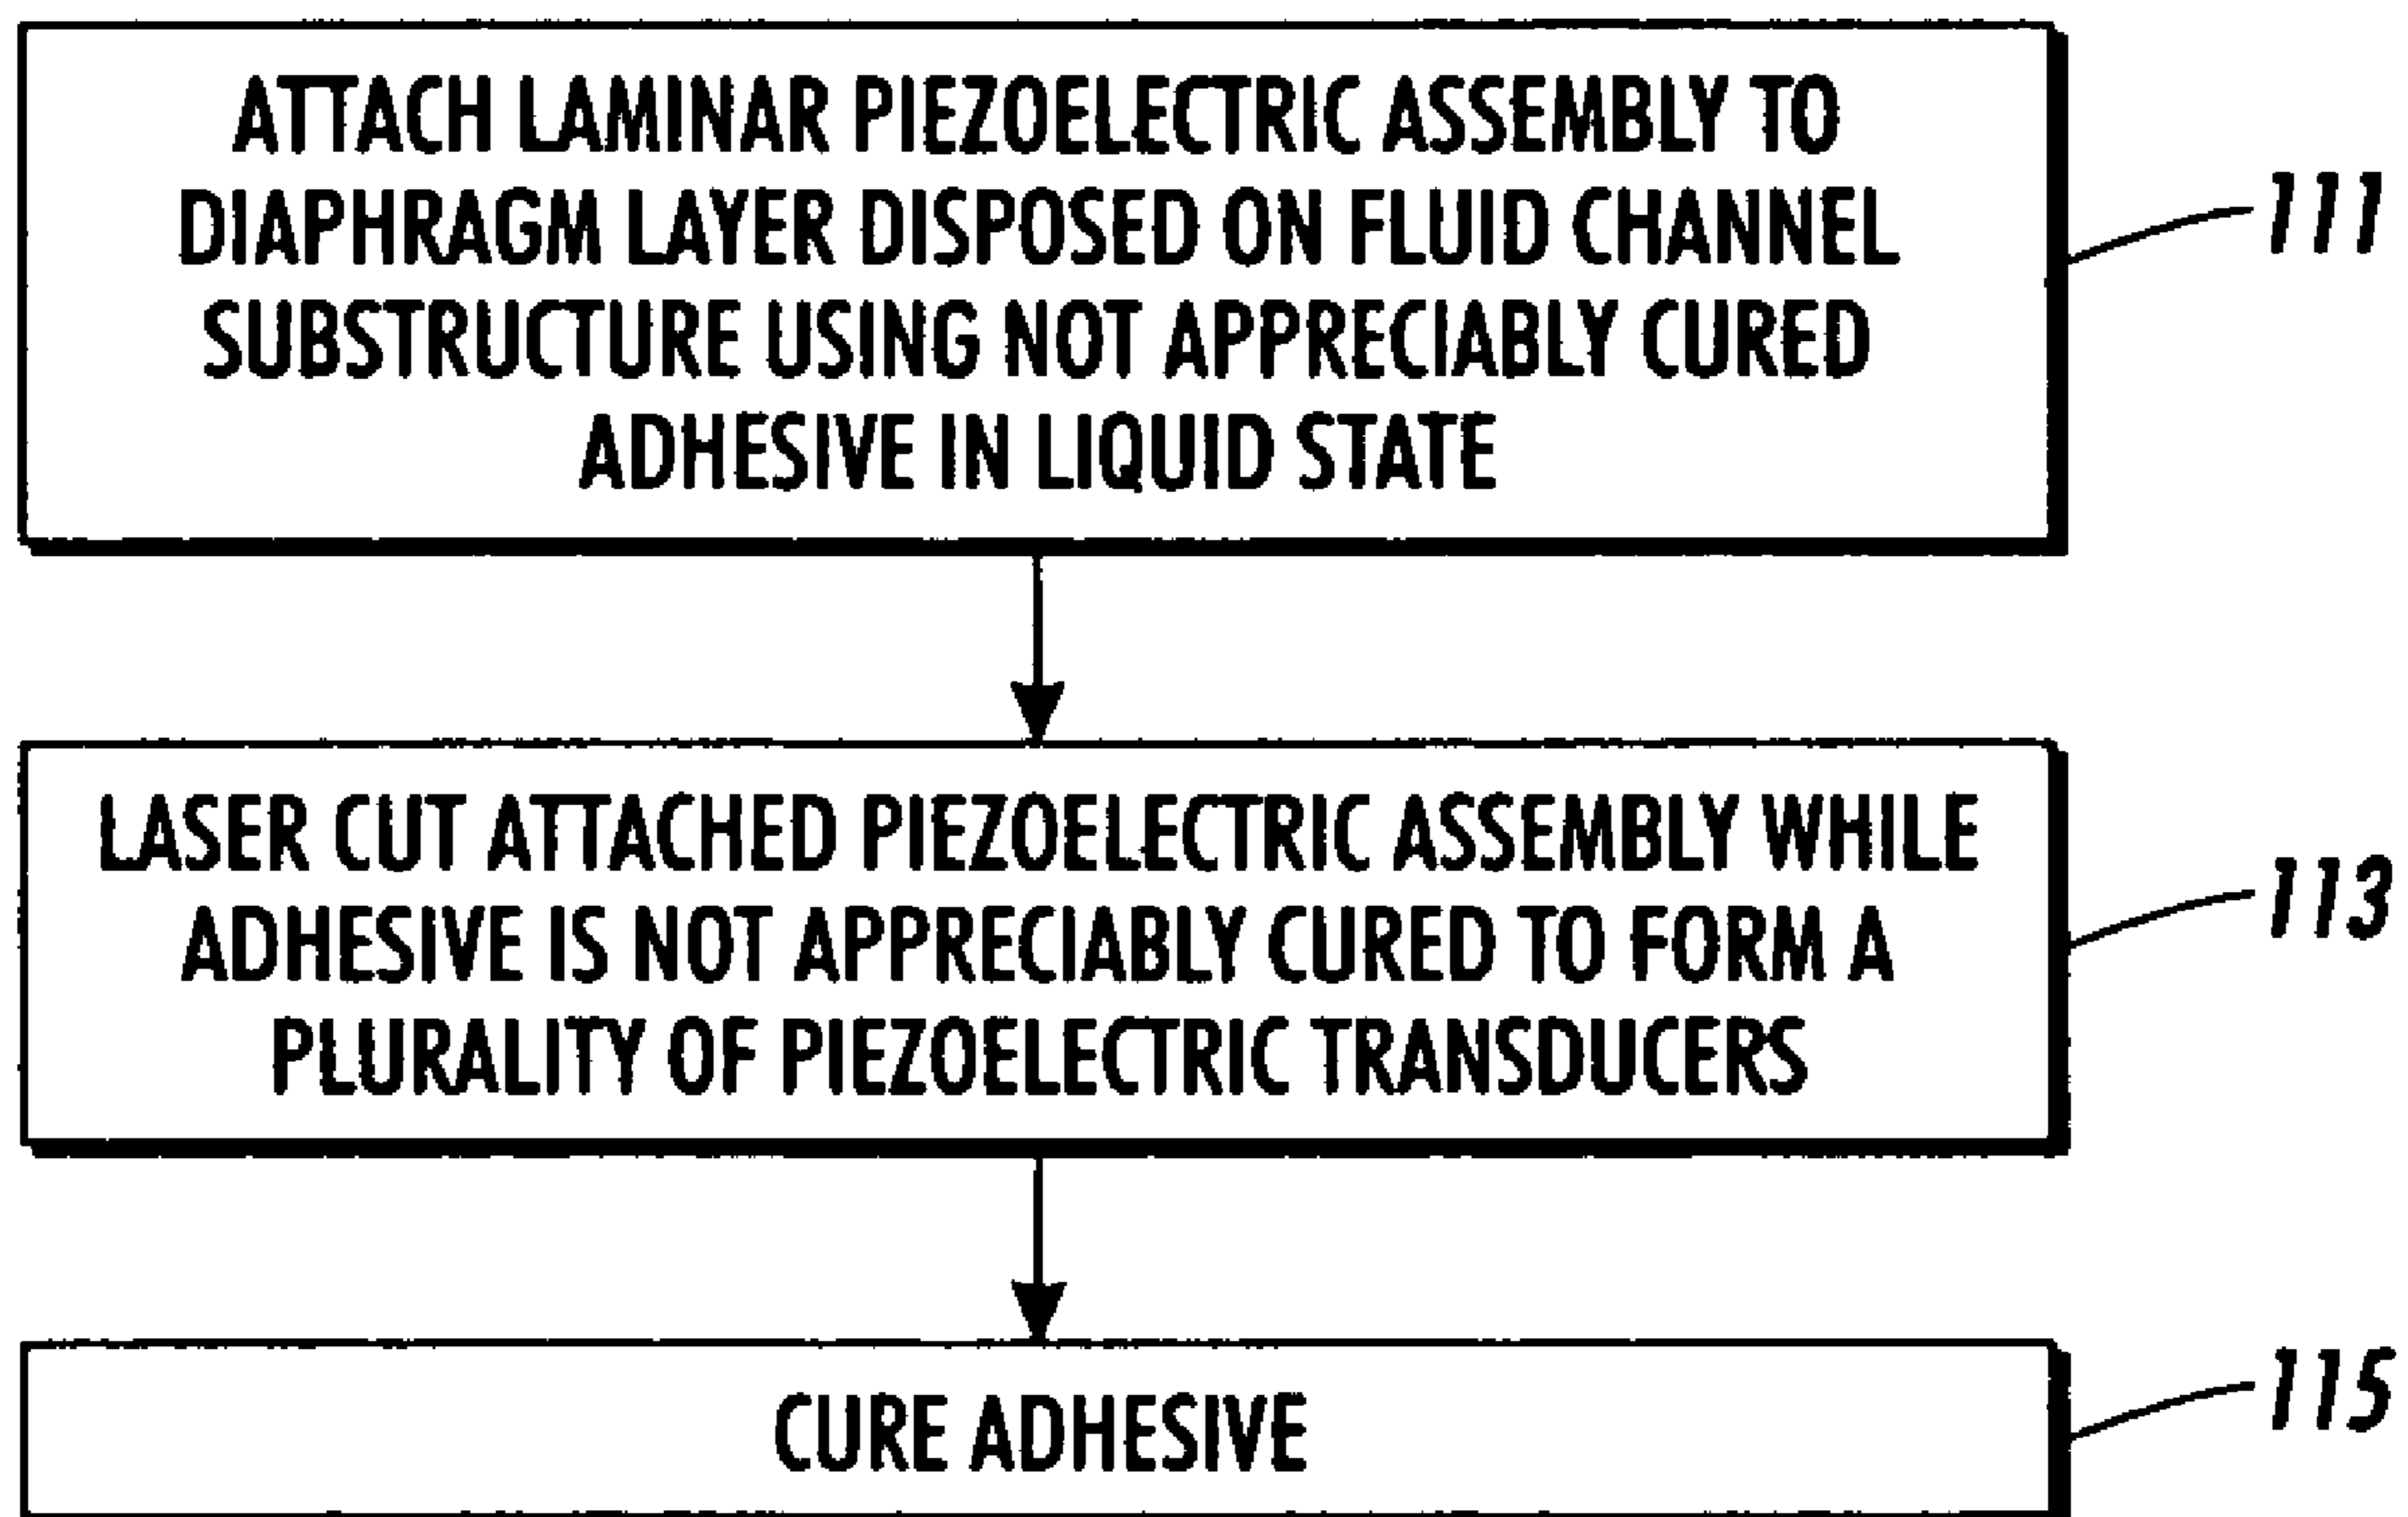 ATTACH LAMINAR PIEZOELECTRIC ASSEMBLY TO
DIAPHRAGM LAYER DISPOSED ON FLUID CHANNEL
SUBSTRUCTURE USING NOT APPRECIABLY CURED
ADHESIVE IN LIQUID STATE
111
LASER CUT ATTACHED PIEZOELECTRIC ASSEMBLY WHILE
ADHESIVE IS NOT APPRECIABLY CURED TO FORM A
PLURALITY OF PIEZOELECTRIC TRANSDUCERS
113
CURE ADHESIVE
115